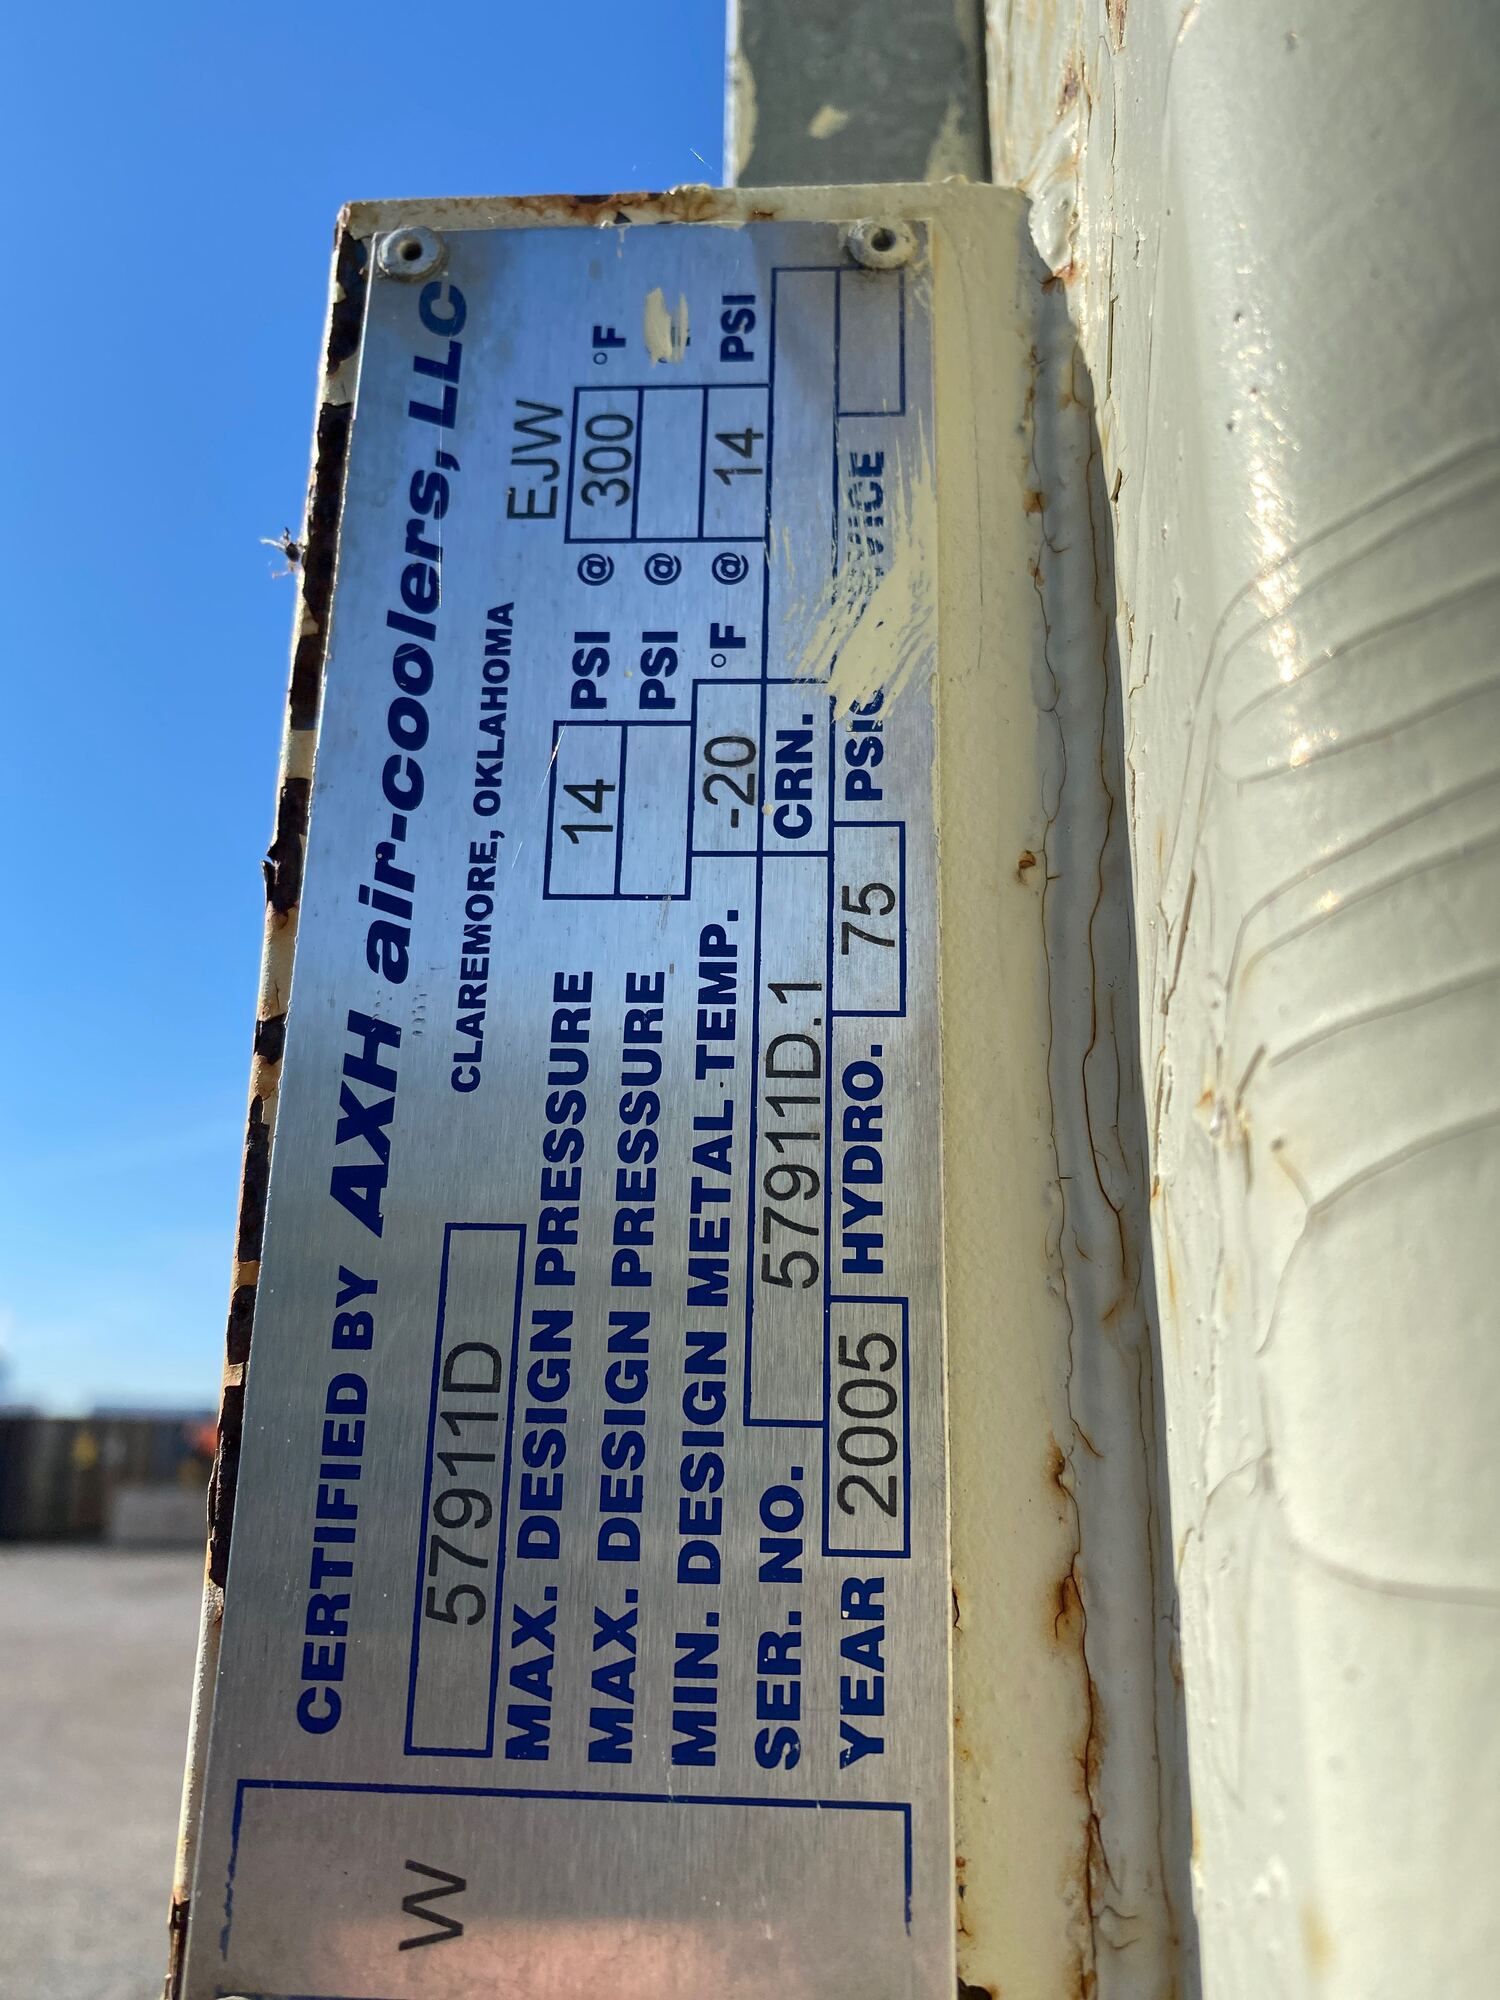 CERTIFIED BY AXH air-coolers, LLC
CLAREMORE, OKLAHOMA
57911D
EJW
MAX. DESIGN PRESSURE 14 PSI @ 300 °F
MAX. DESIGN PRESSURE PSI @
MIN. DESIGN METAL TEMP. -20 °F @ 14 PSI
SER. NO. 57911D.1 CRN.
YEAR 2005 HYDRO. 75
W